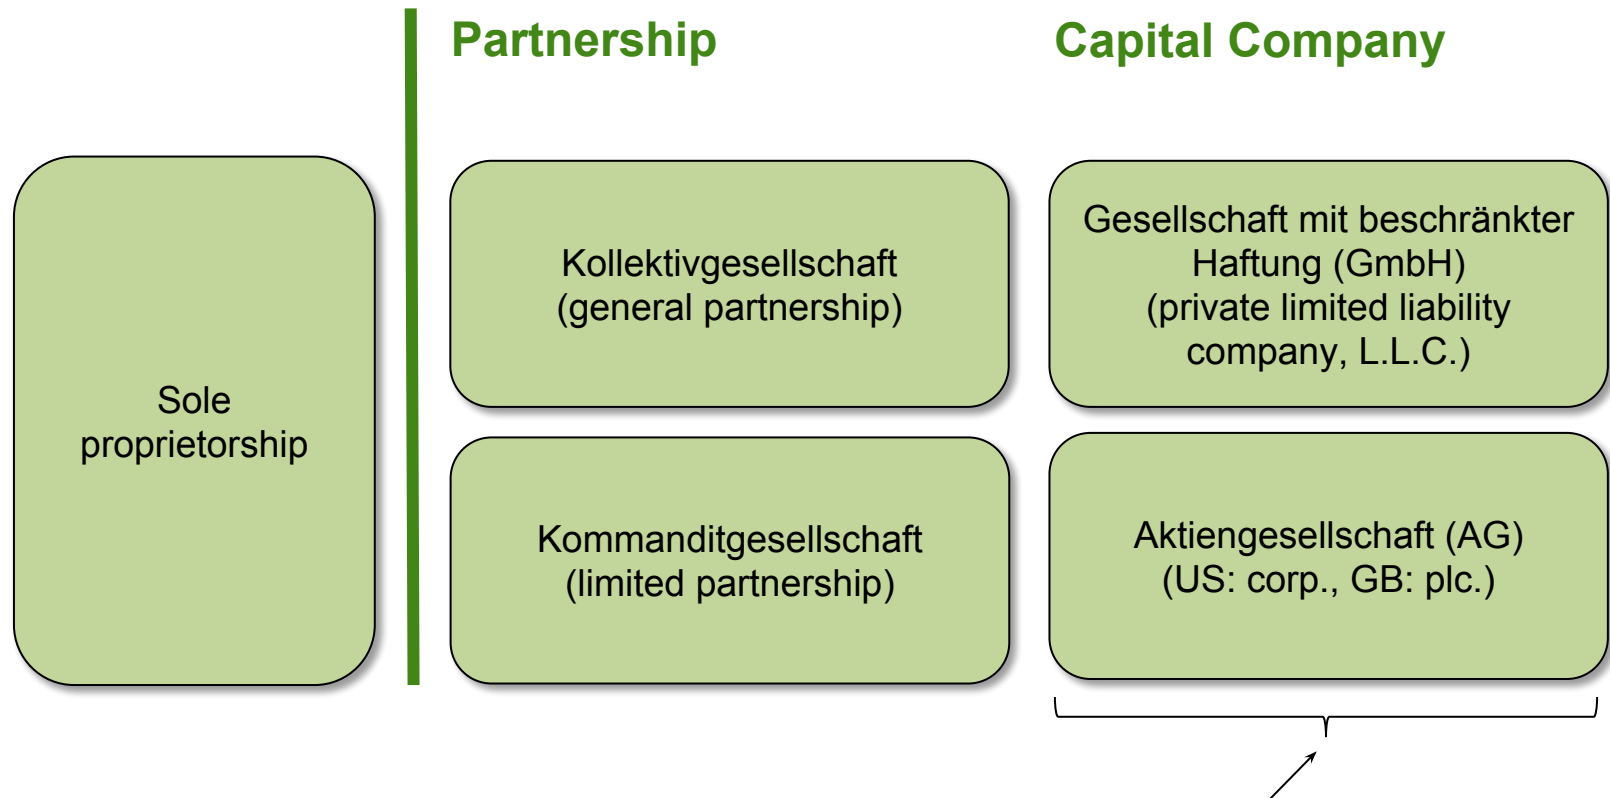 Partnership
Capital Company
Sole
proprietorship
Kollektivgesellschaft
(general partnership)
Gesellschaft mit beschränkter
Haftung (GmbH)
(private limited liability
company, L.L.C.)
Kommanditgesellschaft
(limited partnership)
Aktiengesellschaft (AG)
(US: corp., GB: plc.)